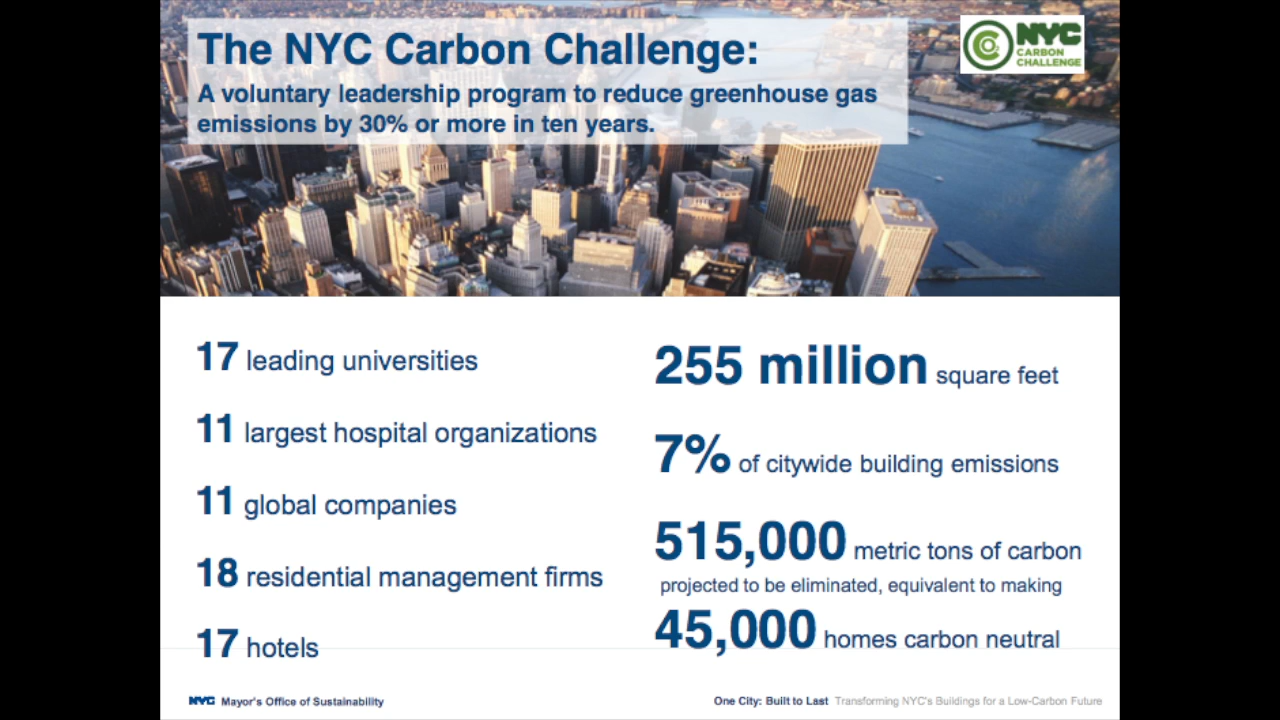 The NYC Carbon Challenge:
A voluntary leadership program to reduce greenhouse gas
emissions by 30% or more in ten years.
NYC
CARBON
CHALLENGE
17 leading universities
11 largest hospital organizations
11 global companies
18 residential management firms
17 hotels
255 million square feet
7% of citywide building emissions
515,000 metric tons of carbon
projected to be eliminated, equivalent to making
45,000 homes carbon neutral
NYC Mayor's Office of Sustainability
One City: Built to Last Transforming NYC's Buildings for a Low-Carbon Future